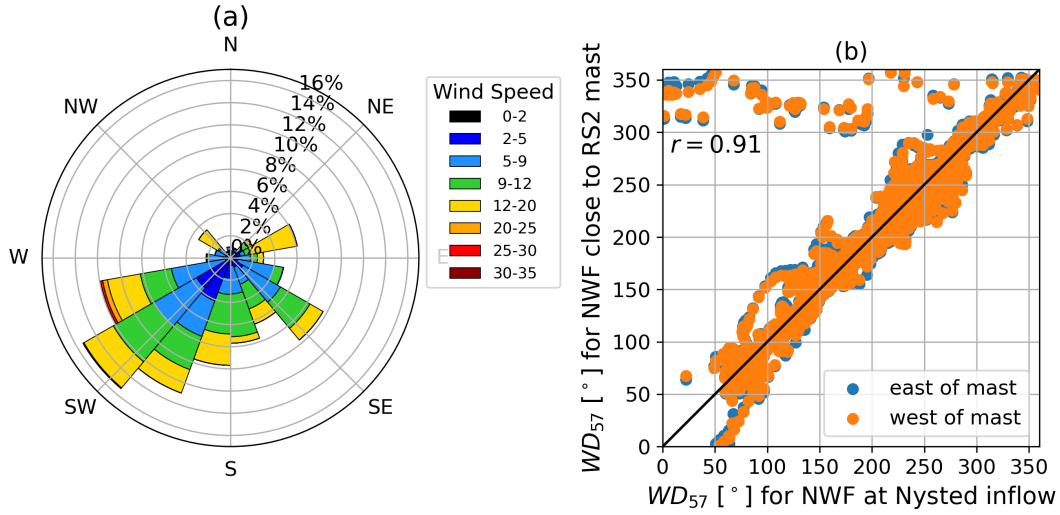 (a)
N
NW
NE
W
E
SW
SE
S
16%
14%
12%
10%
8%
6%
4%
2%
0%
Wind Speed
0-2
2-5
5-9
9-12
12-20
20-25
25-30
30-35
(b)
WD57 [°] for NWF close to RS2 mast
350
300
250
200
150
100
50
0
r = 0.91
east of mast
west of mast
0 50 100 150 200 250 300 350
WD57 [°] for NWF at Nysted inflow